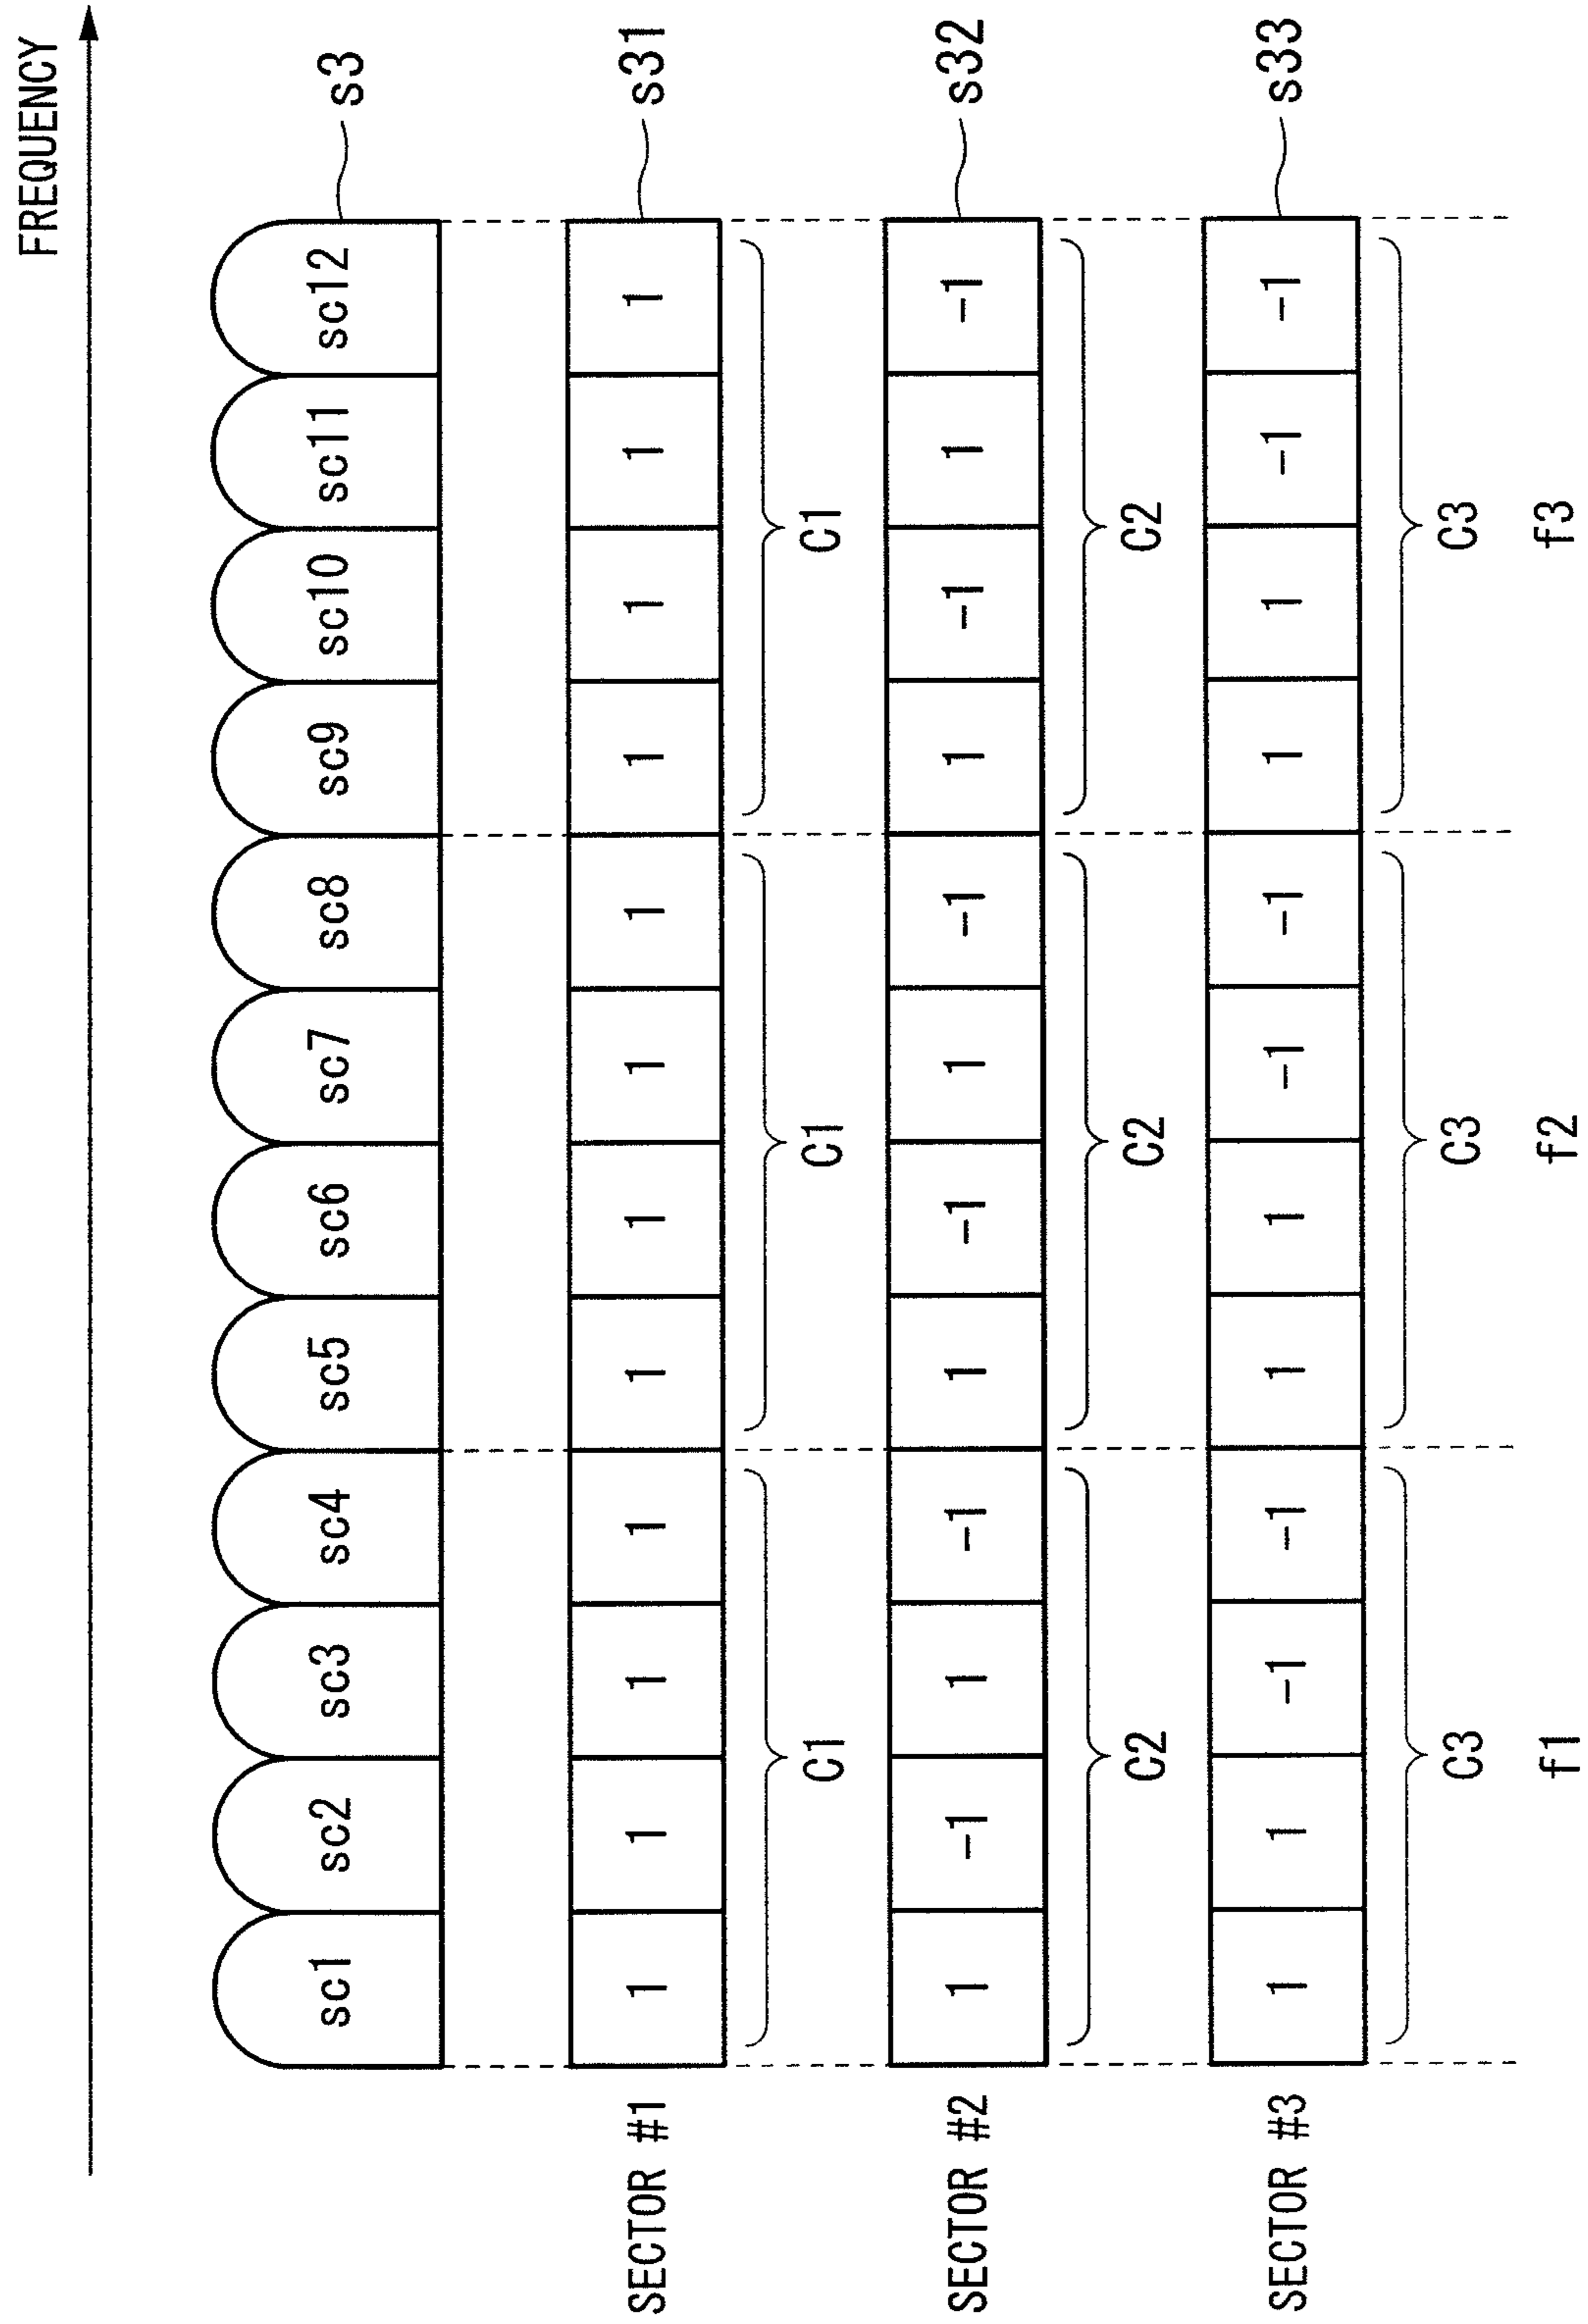 FREQUENCY
sc1 sc2 sc3 sc4 sc5 sc6 sc7 sc8 sc9 sc10 sc11 sc12 s3
SECTOR #1 1 1 1 1 1 1 1 1 1 1 1 1 s31
C1 C1 C1
SECTOR #2 1 -1 1 -1 1 -1 1 -1 1 -1 1 -1 s32
C2 C2 C2
SECTOR #3 1 1 -1 -1 1 1 -1 -1 1 1 -1 -1 s33
C3 C3 C3
f1 f2 f3